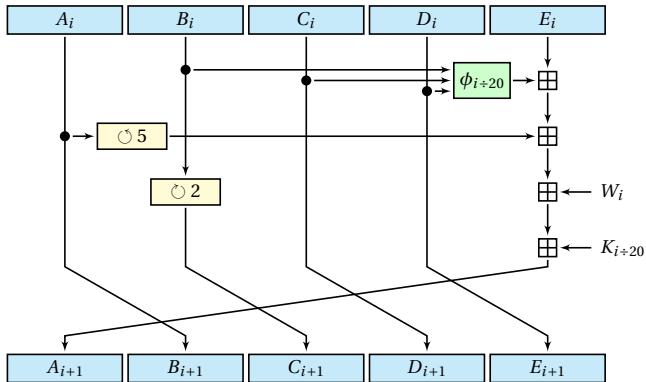 A_i B_i C_i D_i E_i
ϕ_{i÷20}
↺ 5
↻ 2
W_i
K_{i÷20}
A_{i+1} B_{i+1} C_{i+1} D_{i+1} E_{i+1}